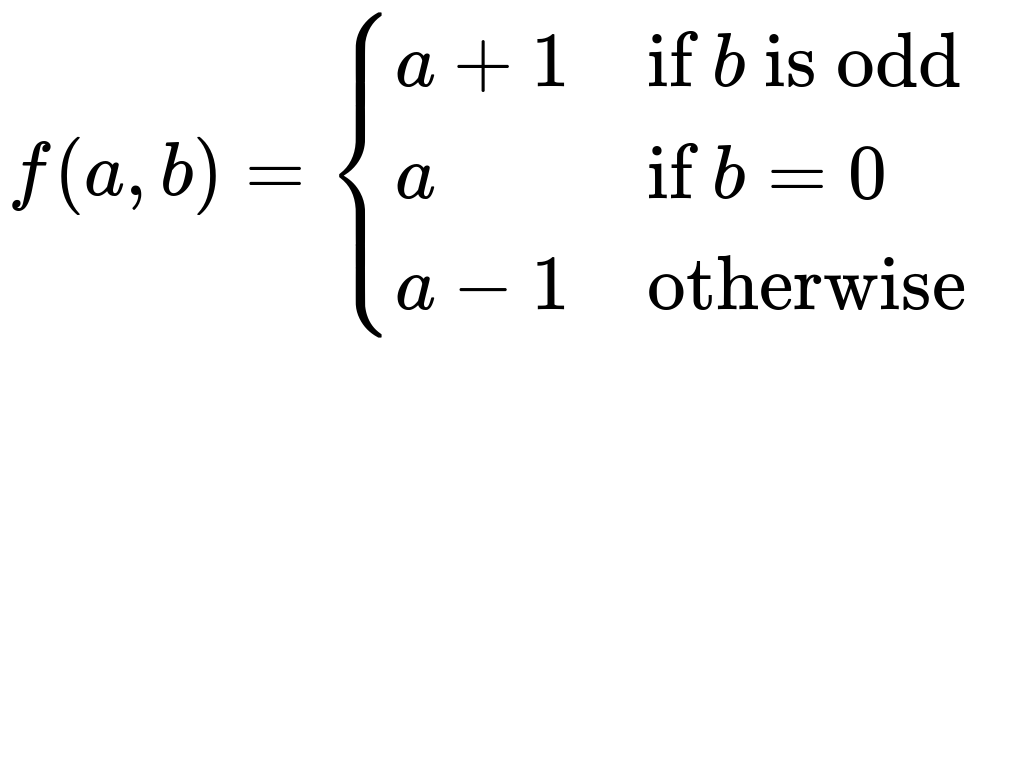 f(a, b) = { a + 1 if b is odd
a if b = 0
a − 1 otherwise